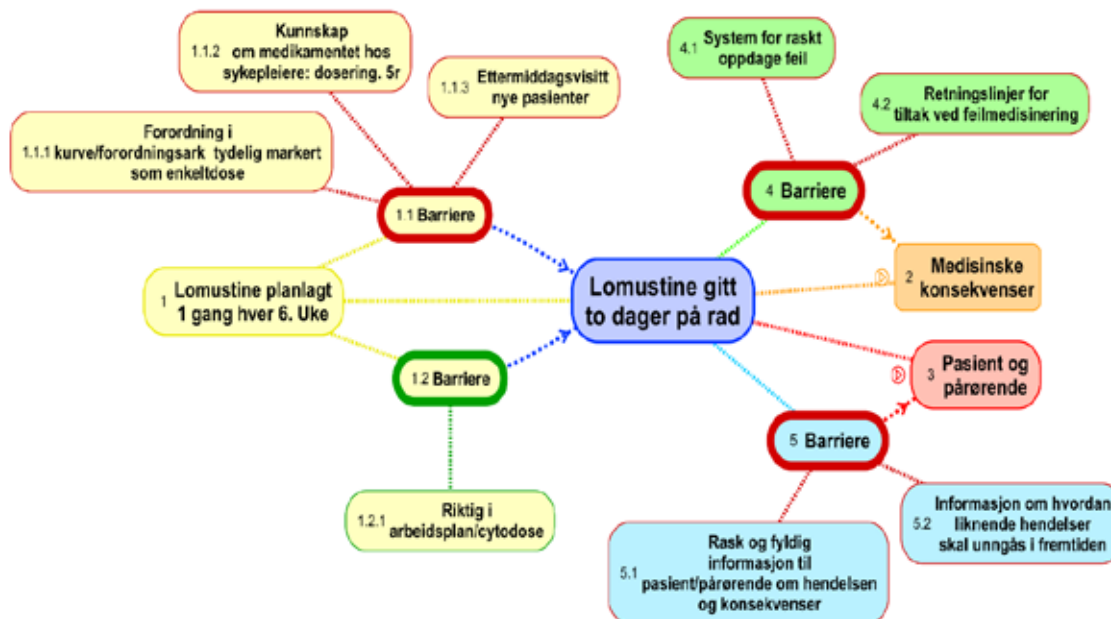 1.1.2 Kunnskap
om medikamentet hos
sykepleiere: dosering. 5r
1.1.3 Ettermiddagsvisitt
nye pasienter
Forordning i
1.1.1 kurve/forordningsark tydelig markert
som enkeltdose
1.1 Barriere
1 Lomustine planlagt
1 gang hver 6. Uke
1.2 Barriere
1.2.1 Riktig i
arbeidsplan/cytodose
Lomustine gitt
to dager på rad
4.1 System for raskt
oppdage feil
4.2 Retningslinjer for
tiltak ved feilmedisinering
4 Barriere
2 Medisinske
konsekvenser
3 Pasient og
pårørende
5 Barriere
5.1 Rask og fyldig
informasjon til
pasient/pårørende om hendelsen
og konsekvenser
5.2 Informasjon om hvordan
liknende hendelser
skal unngås i fremtiden